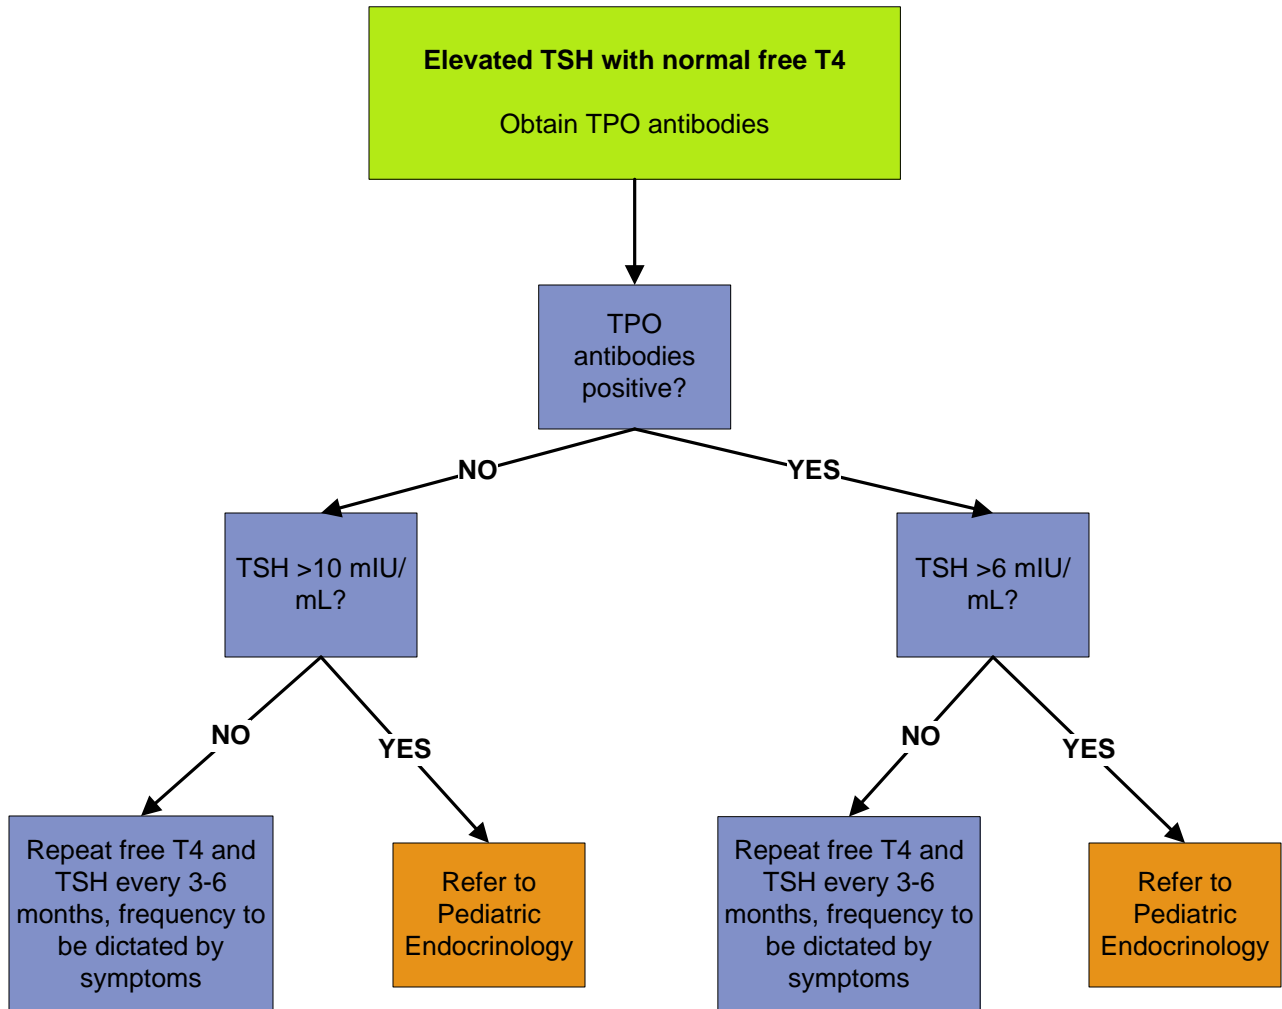 Elevated TSH with normal free T4
Obtain TPO antibodies
TPO
antibodies
positive?
NO
YES
TSH >10 mIU/
mL?
TSH >6 mIU/
mL?
NO
YES
NO
YES
Repeat free T4 and
TSH every 3-6
months, frequency to
be dictated by
symptoms
Refer to
Pediatric
Endocrinology
Repeat free T4 and
TSH every 3-6
months, frequency to
be dictated by
symptoms
Refer to
Pediatric
Endocrinology